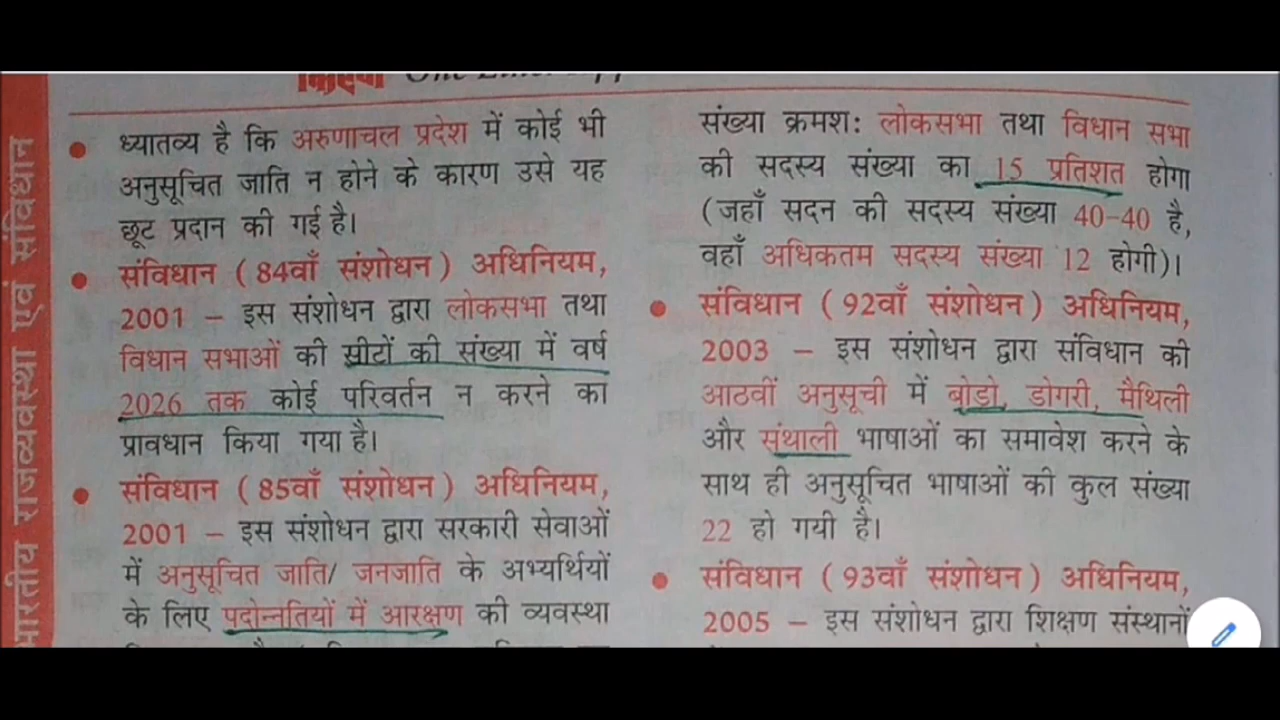 किरण One Liner
ध्यातव्य है कि अरुणाचल प्रदेश में कोई भी
अनुसूचित जाति न होने के कारण उसे यह
छूट प्रदान की गई है।
संविधान ( 84वाँ संशोधन ) अधिनियम,
2001 – इस संशोधन द्वारा लोकसभा तथा
विधान सभाओं की सीटों की संख्या में वर्ष
2026 तक कोई परिवर्तन न करने का
प्रावधान किया गया है।
संविधान ( 85वाँ संशोधन ) अधिनियम,
2001 – इस संशोधन द्वारा सरकारी सेवाओं
में अनुसूचित जाति/ जनजाति के अभ्यर्थियों
के लिए पदोन्नतियों में आरक्षण की व्यवस्था
संख्या क्रमश: लोकसभा तथा विधान सभा
की सदस्य संख्या का 15 प्रतिशत होगा
(जहाँ सदन की सदस्य संख्या 40-40 है,
वहाँ अधिकतम सदस्य संख्या 12 होगी)।
संविधान ( 92वाँ संशोधन ) अधिनियम,
2003 – इस संशोधन द्वारा संविधान की
आठवीं अनुसूची में बोडो, डोगरी, मैथिली
और संथाली भाषाओं का समावेश करने के
साथ ही अनुसूचित भाषाओं की कुल संख्या
22 हो गयी है।
संविधान ( 93वाँ संशोधन ) अधिनियम,
2005 – इस संशोधन द्वारा शिक्षण संस्थानों
भारतीय राजव्यवस्था एवं संविधान